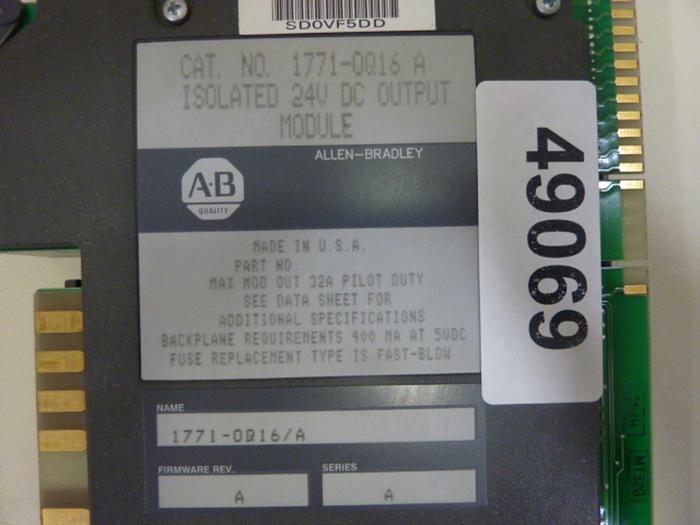 SD0VF5DD
CAT. NO. 1771-OQ16 A
ISOLATED 24V DC OUTPUT
MODULE
ALLEN-BRADLEY
A-B
QUALITY
MADE IN U.S.A.
PART NO.
MAX MOD OUT 32A PILOT DUTY
SEE DATA SHEET FOR
ADDITIONAL SPECIFICATIONS
BACKPLANE REQUIREMENTS 400 MA AT 5VDC
FUSE REPLACEMENT TYPE IS FAST-BLOW
NAME
1771-OQ16/A
FIRMWARE REV.
SERIES
A
A
49069